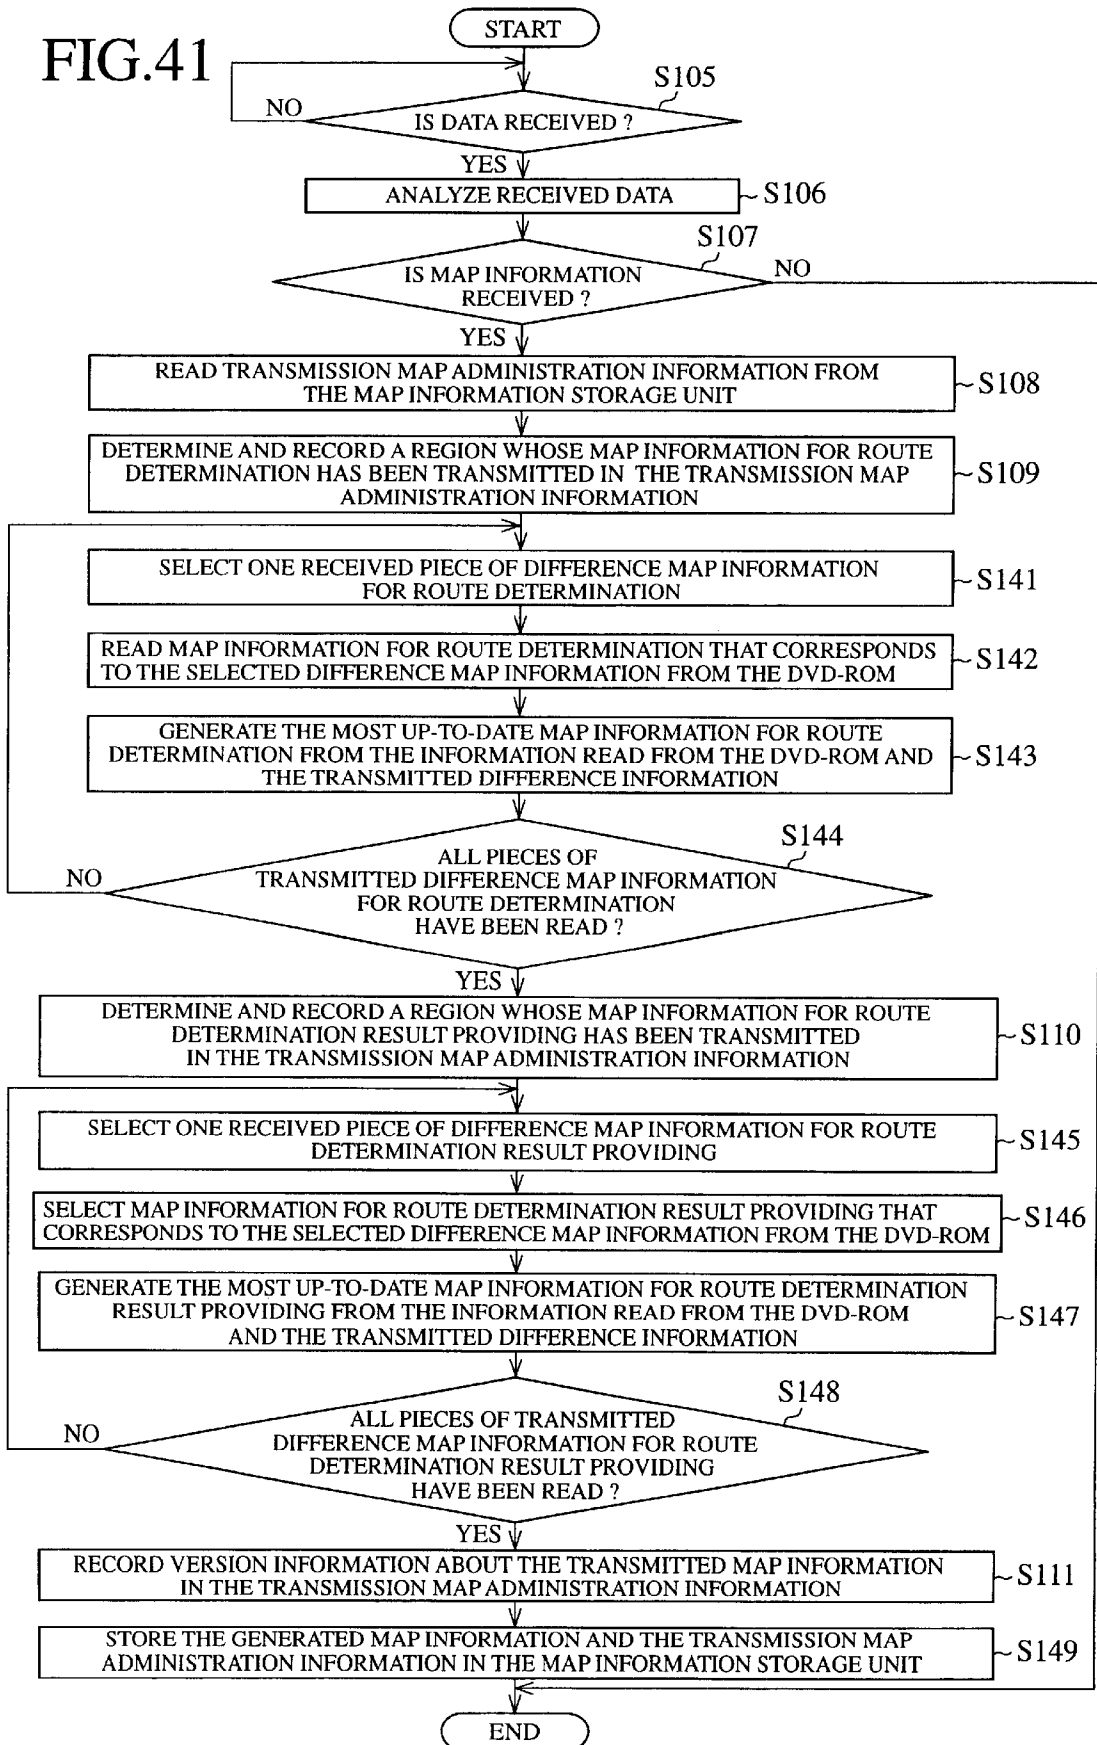 FIG.41
START
S105
NO
IS DATA RECEIVED ?
YES
ANALYZE RECEIVED DATA
S106
S107
IS MAP INFORMATION
RECEIVED ?
NO
YES
READ TRANSMISSION MAP ADMINISTRATION INFORMATION FROM
THE MAP INFORMATION STORAGE UNIT
S108
DETERMINE AND RECORD A REGION WHOSE MAP INFORMATION FOR ROUTE
DETERMINATION HAS BEEN TRANSMITTED IN THE TRANSMISSION MAP
ADMINISTRATION INFORMATION
S109
SELECT ONE RECEIVED PIECE OF DIFFERENCE MAP INFORMATION
FOR ROUTE DETERMINATION
S141
READ MAP INFORMATION FOR ROUTE DETERMINATION THAT CORRESPONDS
TO THE SELECTED DIFFERENCE MAP INFORMATION FROM THE DVD-ROM
S142
GENERATE THE MOST UP-TO-DATE MAP INFORMATION FOR ROUTE
DETERMINATION FROM THE INFORMATION READ FROM THE DVD-ROM AND
THE TRANSMITTED DIFFERENCE INFORMATION
S143
S144
ALL PIECES OF
TRANSMITTED DIFFERENCE MAP INFORMATION
FOR ROUTE DETERMINATION
HAVE BEEN READ ?
NO
YES
DETERMINE AND RECORD A REGION WHOSE MAP INFORMATION FOR ROUTE
DETERMINATION RESULT PROVIDING HAS BEEN TRANSMITTED
IN THE TRANSMISSION MAP ADMINISTRATION INFORMATION
S110
SELECT ONE RECEIVED PIECE OF DIFFERENCE MAP INFORMATION FOR ROUTE
DETERMINATION RESULT PROVIDING
S145
SELECT MAP INFORMATION FOR ROUTE DETERMINATION RESULT PROVIDING THAT
CORRESPONDS TO THE SELECTED DIFFERENCE MAP INFORMATION FROM THE DVD-ROM
S146
GENERATE THE MOST UP-TO-DATE MAP INFORMATION FOR ROUTE DETERMINATION
RESULT PROVIDING FROM THE INFORMATION READ FROM THE DVD-ROM
AND THE TRANSMITTED DIFFERENCE INFORMATION
S147
S148
ALL PIECES OF TRANSMITTED
DIFFERENCE MAP INFORMATION FOR ROUTE
DETERMINATION RESULT PROVIDING
HAVE BEEN READ ?
NO
YES
RECORD VERSION INFORMATION ABOUT THE TRANSMITTED MAP INFORMATION
IN THE TRANSMISSION MAP ADMINISTRATION INFORMATION
S111
STORE THE GENERATED MAP INFORMATION AND THE TRANSMISSION MAP
ADMINISTRATION INFORMATION IN THE MAP INFORMATION STORAGE UNIT
S149
END